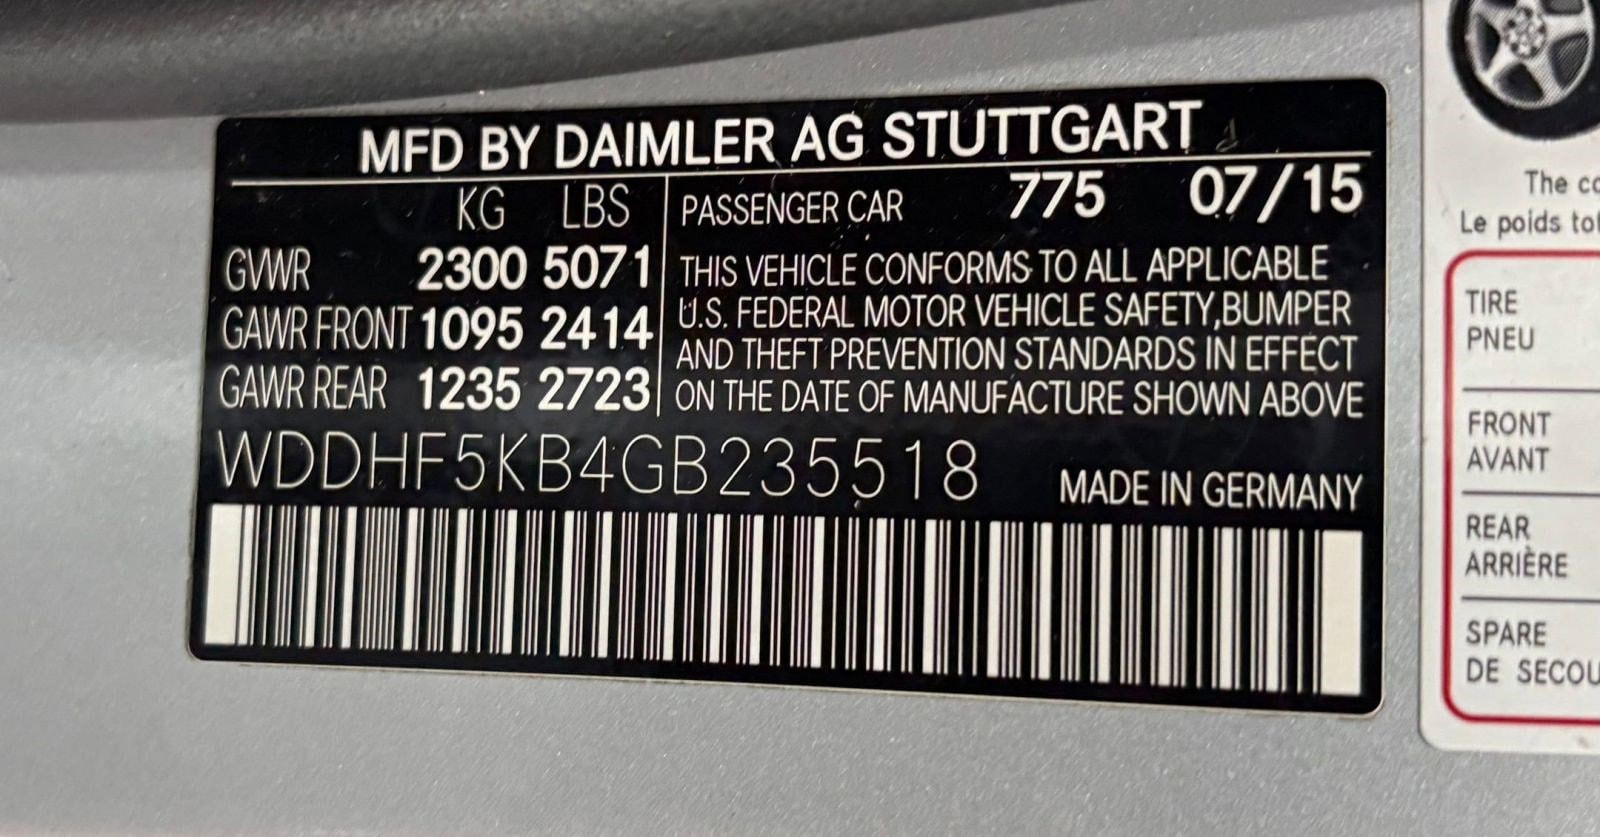 MFD BY DAIMLER AG STUTTGART
KG LBS
GVWR 2300 5071
GAWR FRONT 1095 2414
GAWR REAR 1235 2723
PASSENGER CAR 775 07/15
THIS VEHICLE CONFORMS TO ALL APPLICABLE
U.S. FEDERAL MOTOR VEHICLE SAFETY,BUMPER
AND THEFT PREVENTION STANDARDS IN EFFECT
ON THE DATE OF MANUFACTURE SHOWN ABOVE
WDDHF5KB4GB235518
MADE IN GERMANY
The
Le poids
TIRE
PNEU
FRONT
AVANT
REAR
ARRIÈRE
SPARE
DE